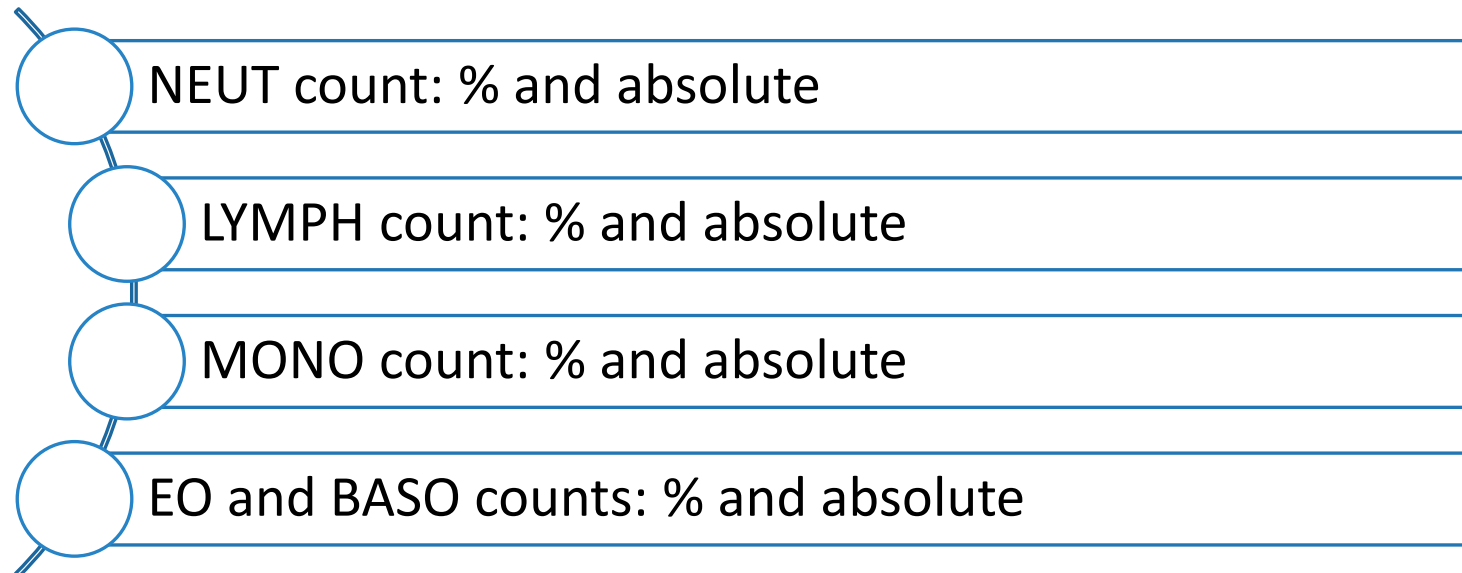 NEUT count: % and absolute
LYMPH count: % and absolute
MONO count: % and absolute
EO and BASO counts: % and absolute